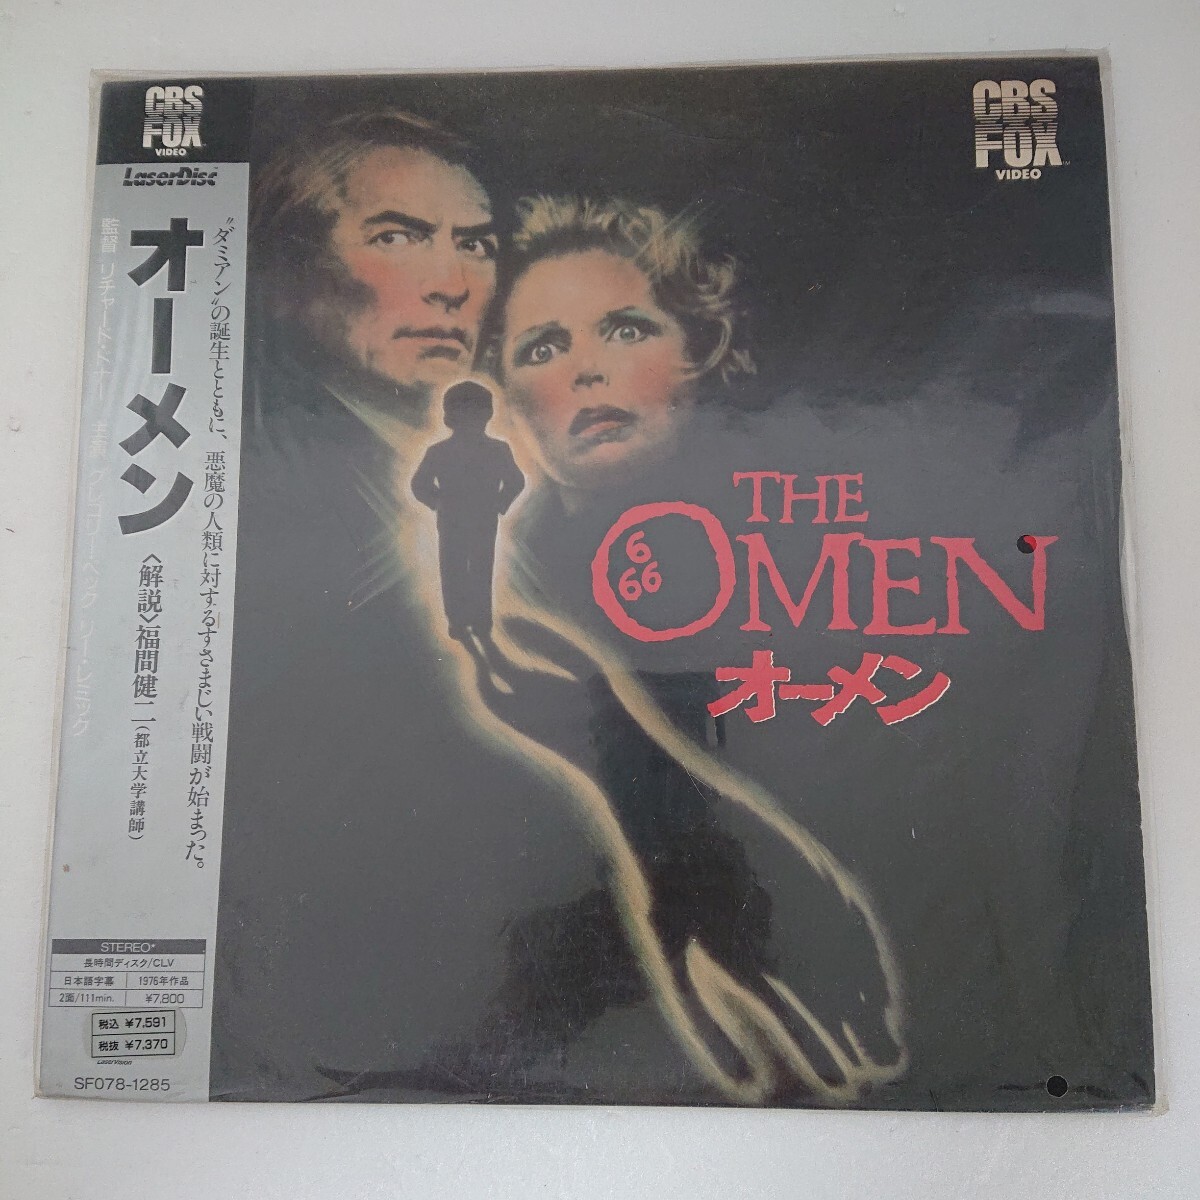 CBS
FOX
VIDEO
LaserDisc
オーメン
監督 リチャード・ドナー 主演 グレゴリー・ペック リー・レミック
〈解説〉福間健二(都立大学講師)
"ダミアン"の誕生とともに、悪魔の人類に対するすさまじい戦闘が始まった。
STEREO*
長時間ディスク/CLV
日本語字幕 1976年作品
2面/111min. ¥7,800
税込 ¥7,591
税抜 ¥7,370
LaserVision
SF078-1285
CBS
FOX
VIDEO
THE
OMEN
6
66
オーメン